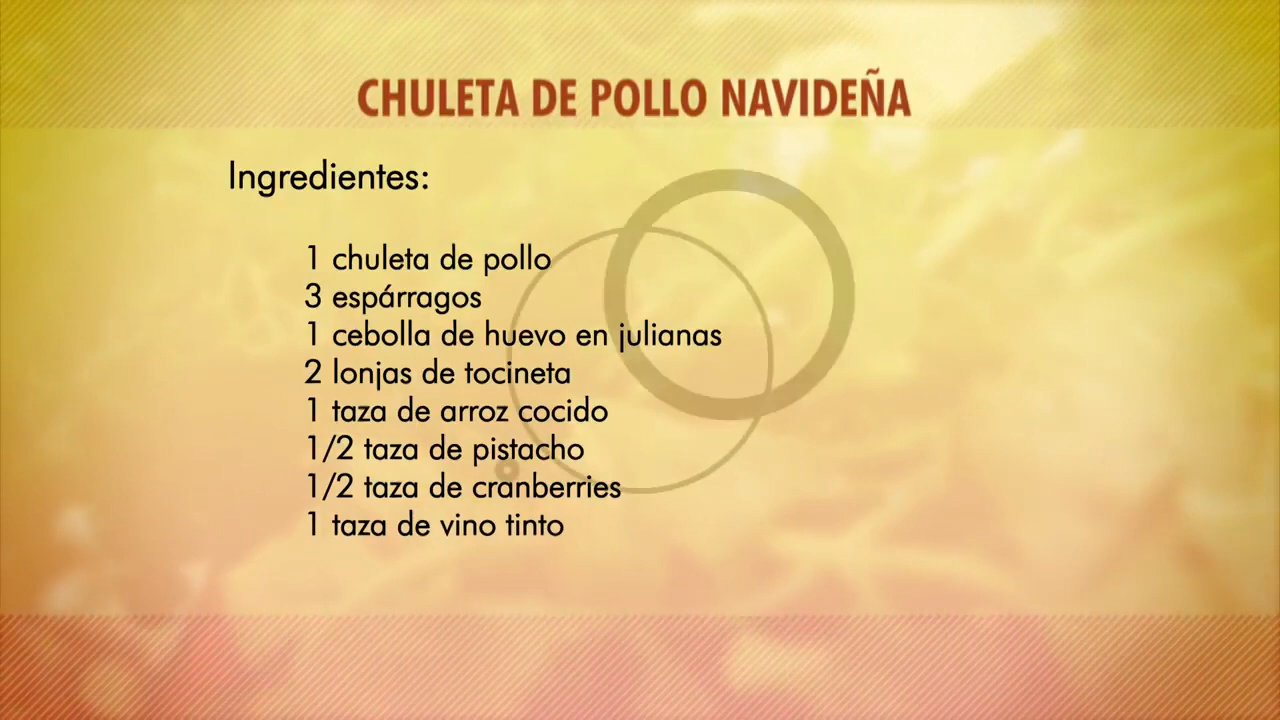 CHULETA DE POLLO NAVIDEÑA
Ingredientes:
1 chuleta de pollo
3 espárragos
1 cebolla de huevo en julianas
2 lonjas de tocineta
1 taza de arroz cocido
1/2 taza de pistacho
1/2 taza de cranberries
1 taza de vino tinto